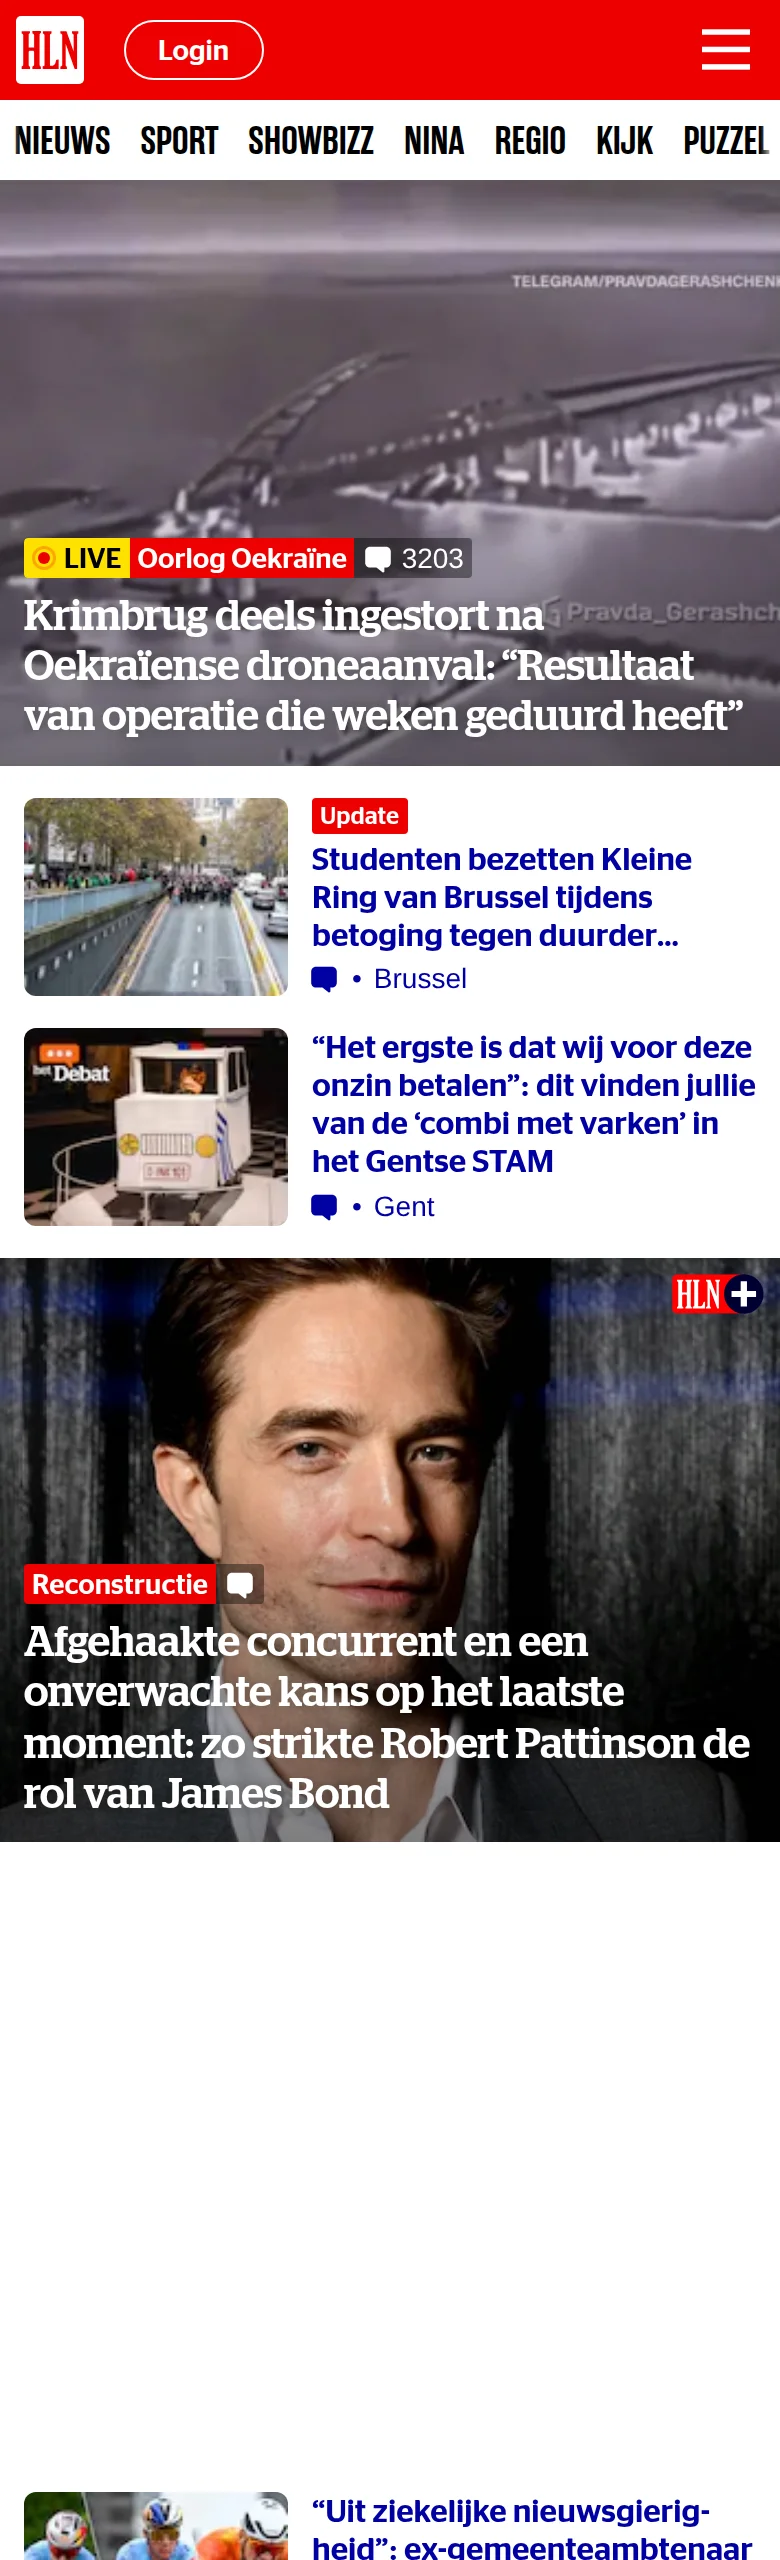 HLN
Login
NIEUWS SPORT SHOWBIZZ NINA REGIO KIJK PUZZEL
TELEGRAM/PRAVDAGERASHCHEN
LIVE Oorlog Oekraïne 3203
Pravda_Gerashch
Krimbrug deels ingestort na
Oekraïense droneaanval: “Resultaat
van operatie die weken geduurd heeft”
Update
Studenten bezetten Kleine
Ring van Brussel tijdens
betoging tegen duurder...
• Brussel
het Debat
“Het ergste is dat wij voor deze
onzin betalen”: dit vinden jullie
van de ‘combi met varken’ in
het Gentse STAM
• Gent
HLN+
Reconstructie
Afgehaakte concurrent en een
onverwachte kans op het laatste
moment: zo strikte Robert Pattinson de
rol van James Bond
“Uit ziekelijke nieuwsgierig-
heid”: ex-gemeenteambtenaar